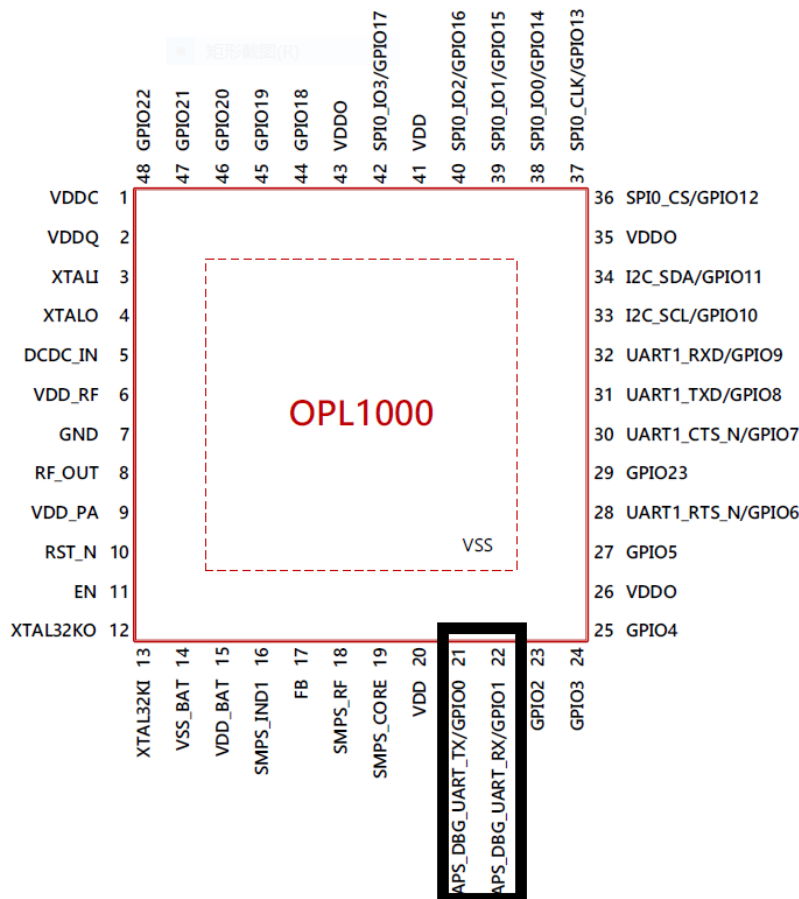 48 GPIO22
47 GPIO21
46 GPIO20
45 GPIO19
44 GPIO18
43 VDDO
42 SPI0_IO3/GPIO17
41 VDD
40 SPI0_IO2/GPIO16
39 SPI0_IO1/GPIO15
38 SPI0_IO0/GPIO14
37 SPI0_CLK/GPIO13
矩形截图(R)
VDDC 1
VDDQ 2
XTALI 3
XTALO 4
DCDC_IN 5
VDD_RF 6
GND 7
RF_OUT 8
VDD_PA 9
RST_N 10
EN 11
XTAL32KO 12
OPL1000
VSS
36 SPI0_CS/GPIO12
35 VDDO
34 I2C_SDA/GPIO11
33 I2C_SCL/GPIO10
32 UART1_RXD/GPIO9
31 UART1_TXD/GPIO8
30 UART1_CTS_N/GPIO7
29 GPIO23
28 UART1_RTS_N/GPIO6
27 GPIO5
26 VDDO
25 GPIO4
XTAL32KI 13
VSS_BAT 14
VDD_BAT 15
SMPS_IND1 16
FB 17
SMPS_RF 18
SMPS_CORE 19
VDD 20
APS_DBG_UART_TX/GPIO0 21
APS_DBG_UART_RX/GPIO1 22
GPIO2 23
GPIO3 24